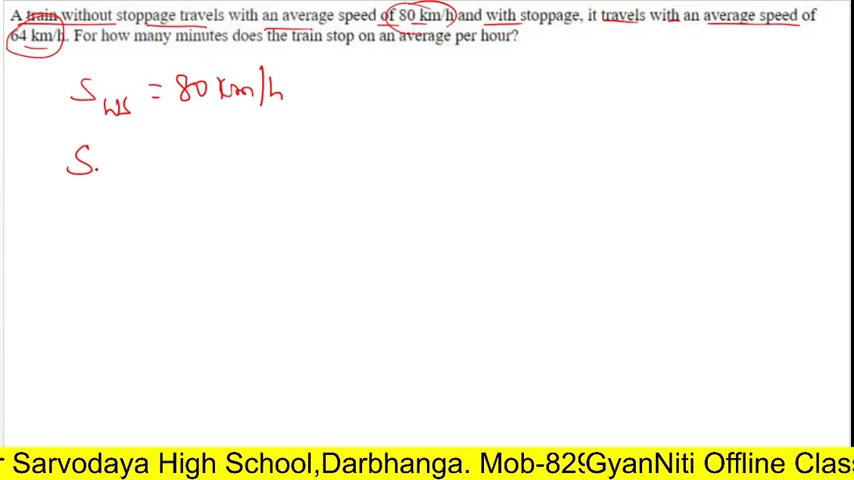 A train without stoppage travels with an average speed of 80 km/h and with stoppage, it travels with an average speed of
64 km/h. For how many minutes does the train stop on an average per hour?
S ws = 80 km/h
S.
r Sarvodaya High School,Darbhanga. Mob-829 GyanNiti Offline Clas